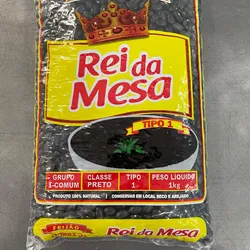 Rei da
Mesa
TIPO 1
GRUPO
I-COMUM
CLASSE
PRETO
TIPO
1
PESO LÍQUIDO
1kg
PRODUTO 100% NATURAL
CONSERVAR EM LOCAL SECO E AREJADO
FEIJÃO
Rei da Mesa